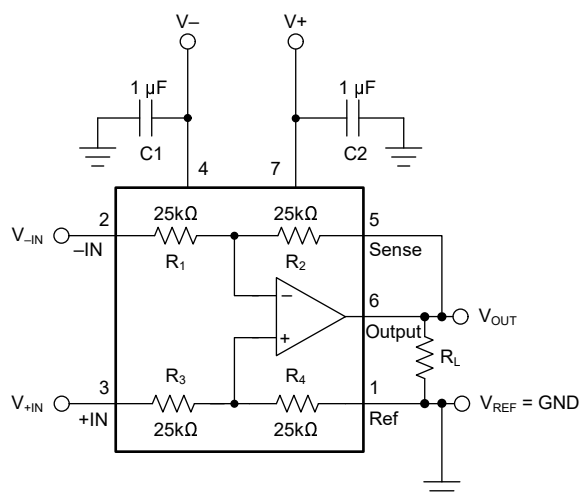 V– V+
1 µF 1 µF
C1 C2
4 7
25kΩ 25kΩ
V–IN 2 5
–IN Sense
R1 R2
–
6
VOUT
+ Output
RL
R3 R4
3 1
V+IN VREF = GND
+IN Ref
25kΩ 25kΩ